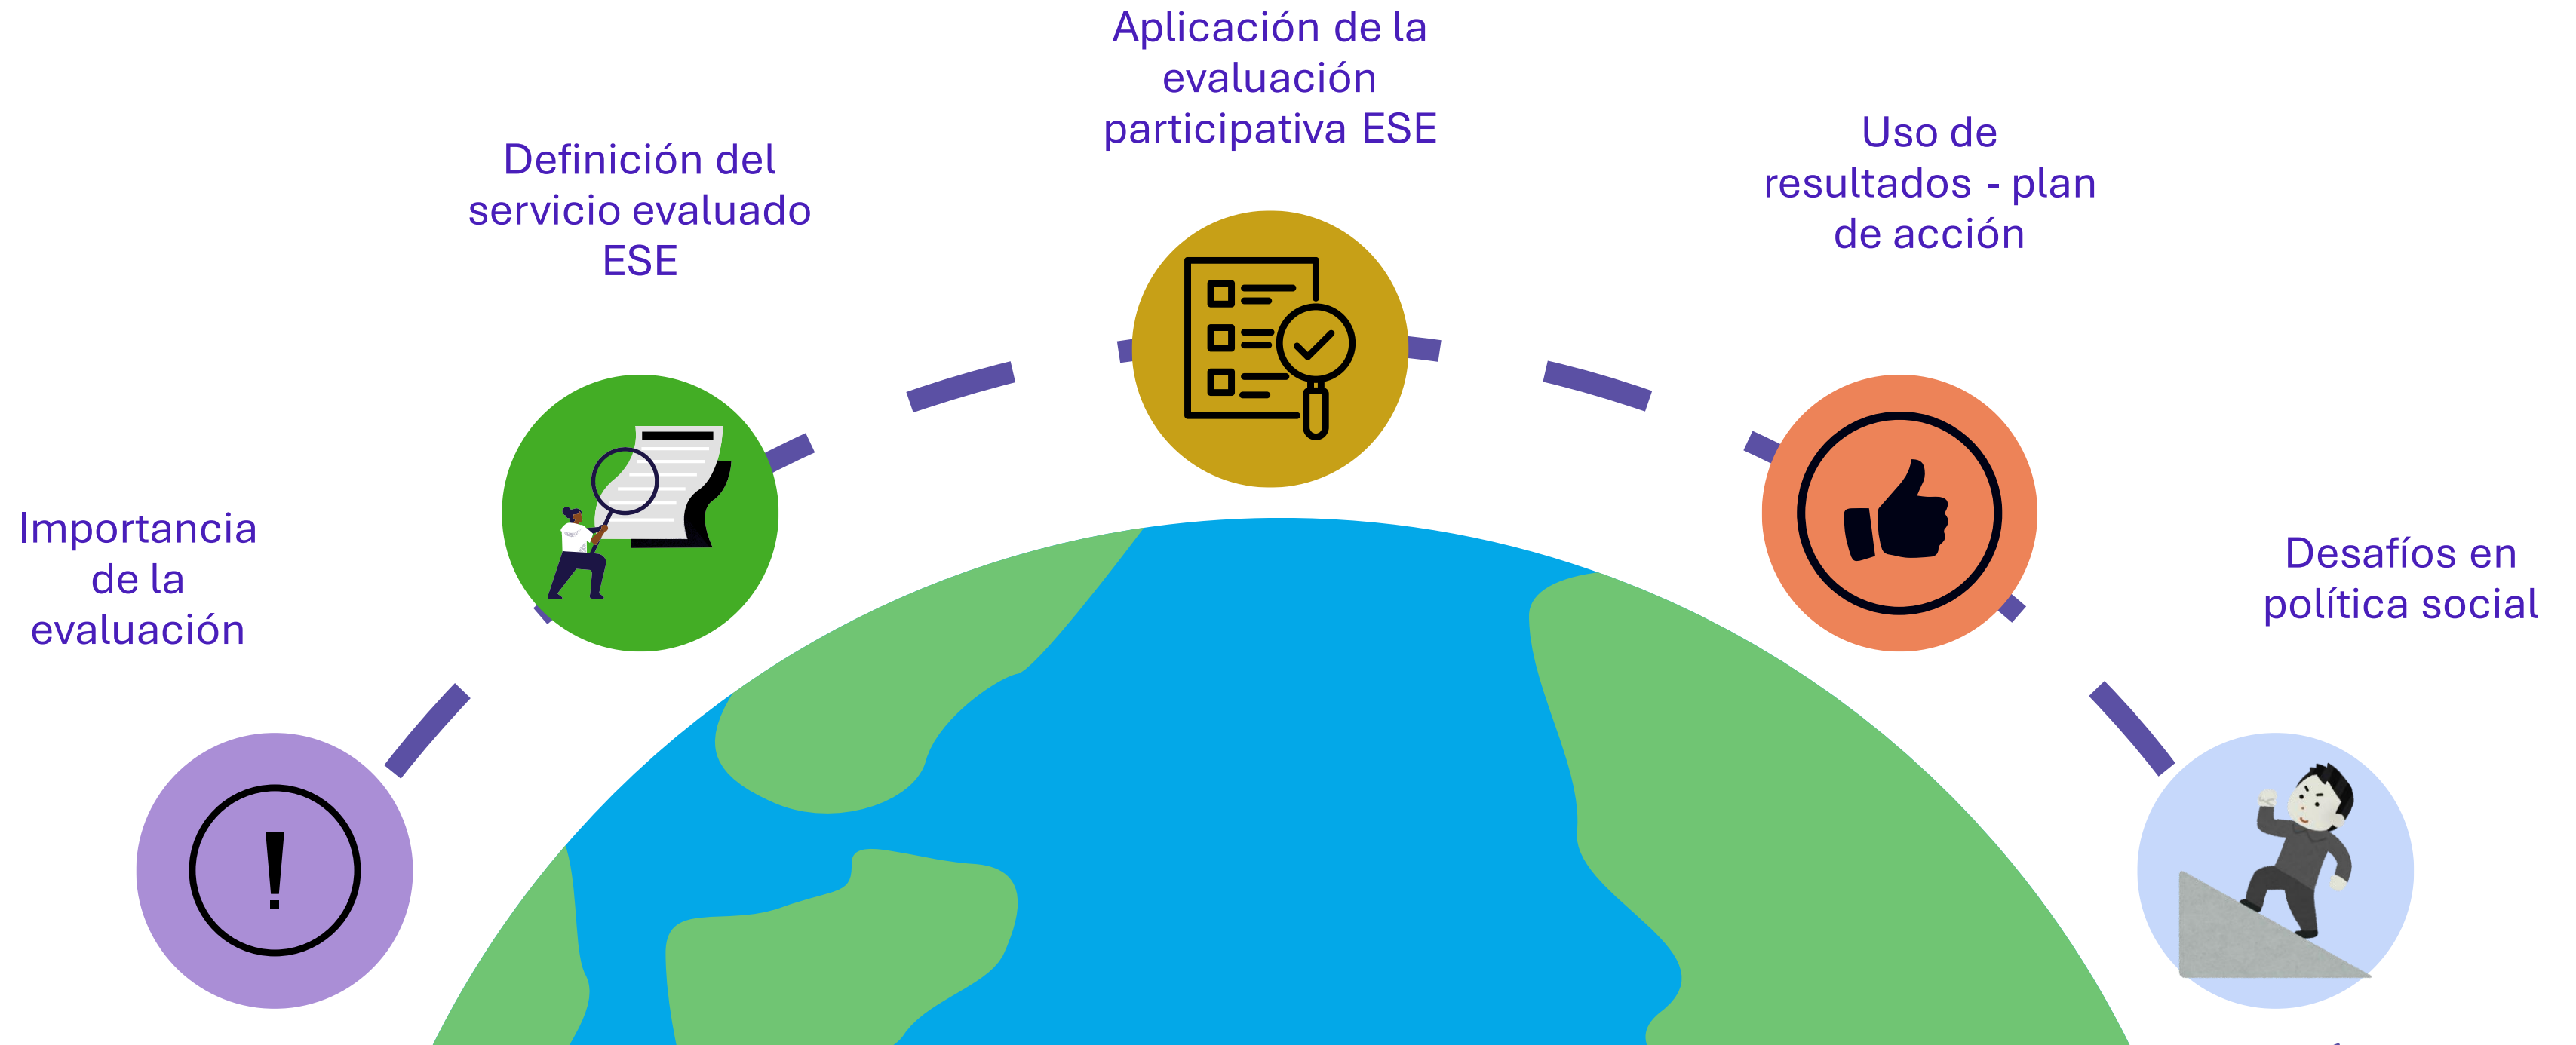 Importancia
de la
evaluación
Definición del
servicio evaluado
ESE
Aplicación de la
evaluación
participativa ESE
Uso de
resultados - plan
de acción
Desafíos en
política social